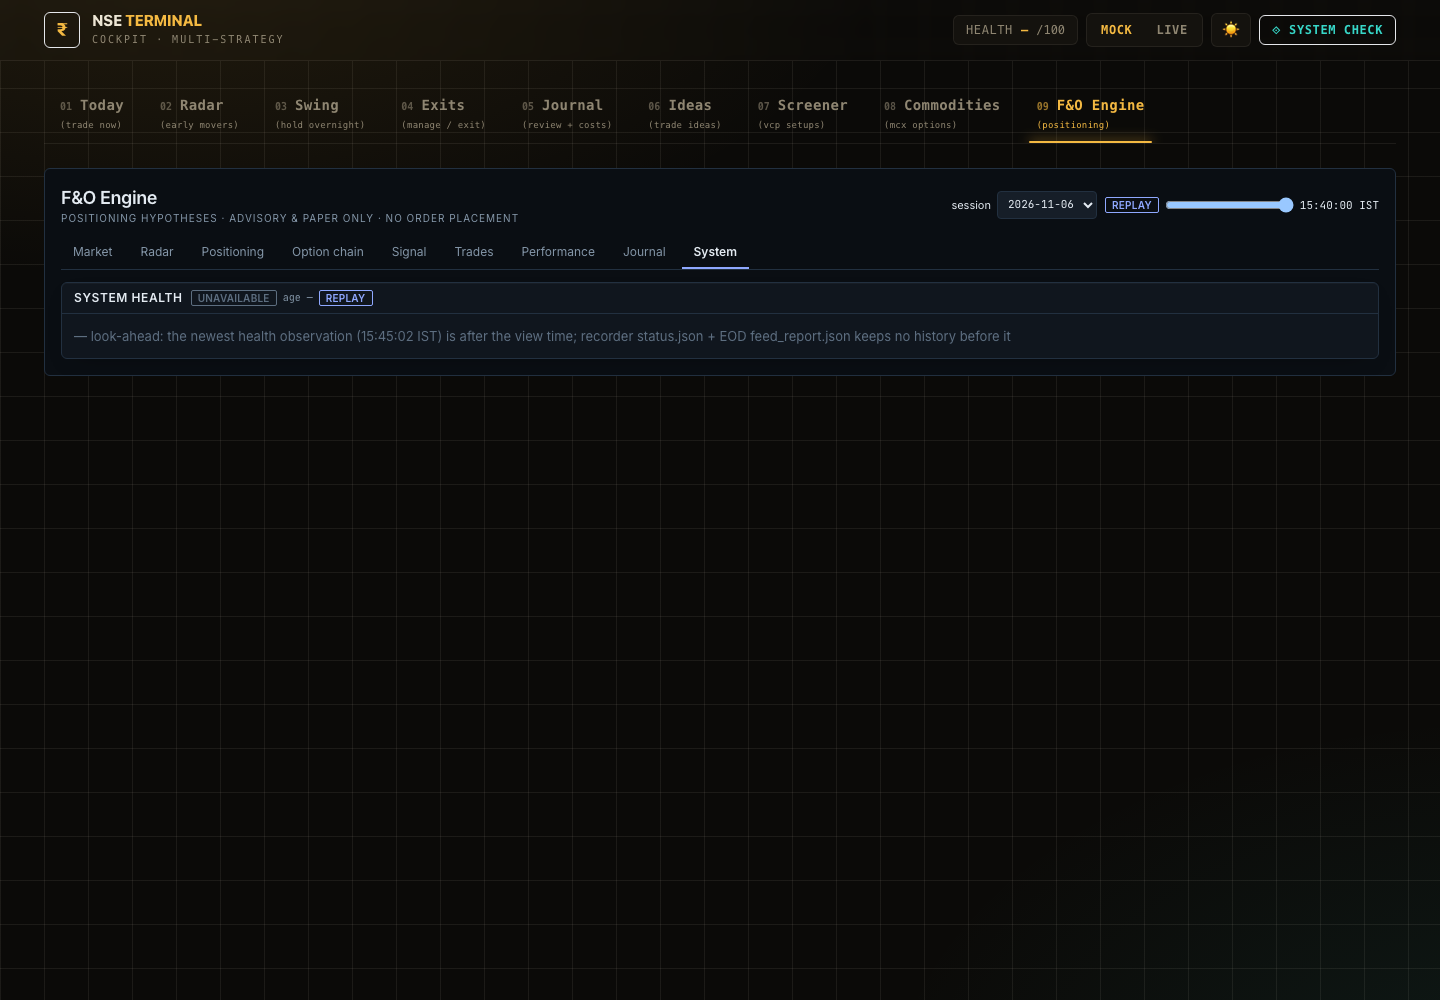 ₹
NSE TERMINAL
COCKPIT · MULTI-STRATEGY
HEALTH — /100
MOCK LIVE
⟐ SYSTEM CHECK
01 Today
(trade now)
02 Radar
(early movers)
03 Swing
(hold overnight)
04 Exits
(manage / exit)
05 Journal
(review + costs)
06 Ideas
(trade ideas)
07 Screener
(vcp setups)
08 Commodities
(mcx options)
09 F&O Engine
(positioning)
F&O Engine
POSITIONING HYPOTHESES · ADVISORY & PAPER ONLY · NO ORDER PLACEMENT
session 2026-11-06 REPLAY 15:40:00 IST
Market Radar Positioning Option chain Signal Trades Performance Journal System
SYSTEM HEALTH UNAVAILABLE age — REPLAY
— look-ahead: the newest health observation (15:45:02 IST) is after the view time; recorder status.json + EOD feed_report.json keeps no history before it